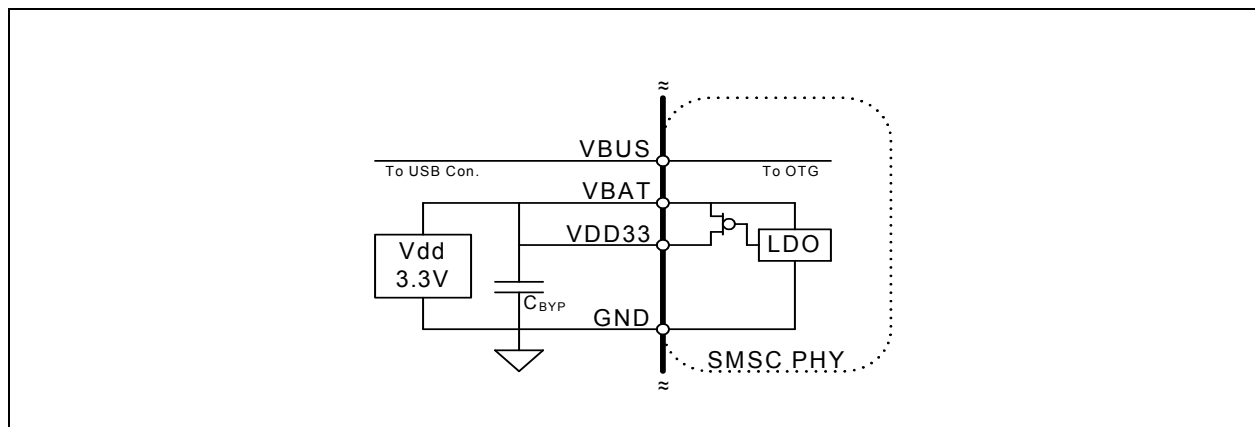 ≈
VBUS
To USB Con.
To OTG
VBAT
VDD33
Vdd
3.3V
LDO
CBYP
GND
SMSC PHY
≈